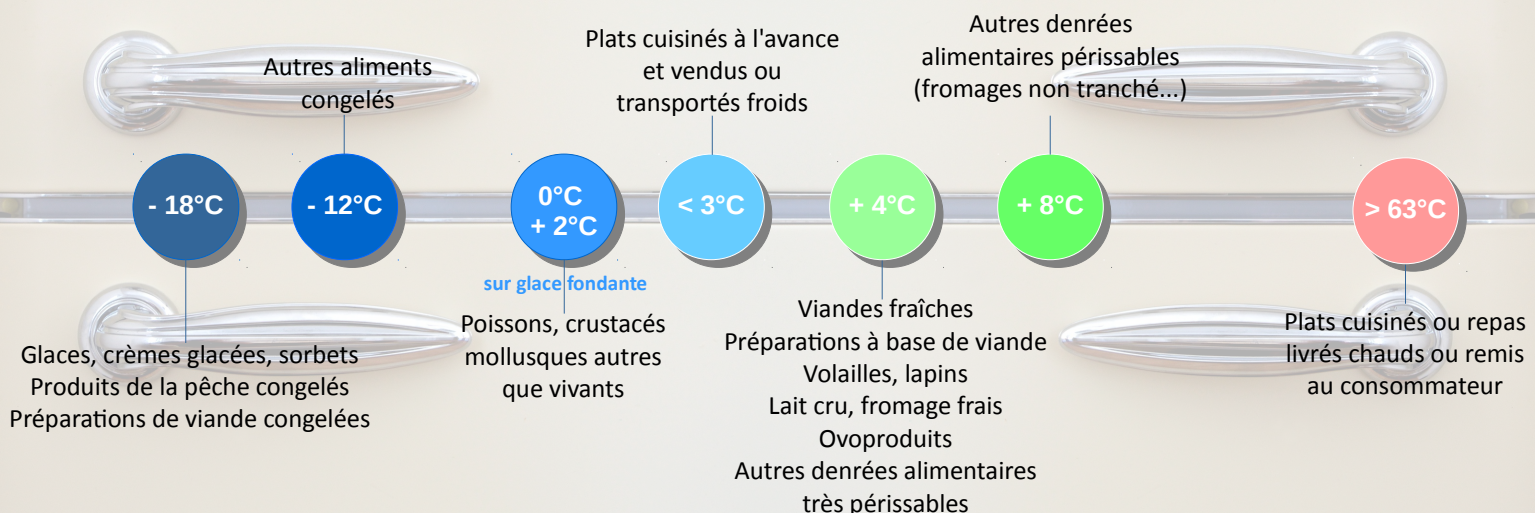 Autres aliments
congelés
Plats cuisinés à l'avance
et vendus ou
transportés froids
Autres denrées
alimentaires périssables
(fromages non tranché...)
- 18°C
- 12°C
0°C
+ 2°C
< 3°C
+ 4°C
+ 8°C
> 63°C
sur glace fondante
Glaces, crèmes glacées, sorbets
Produits de la pêche congelés
Préparations de viande congelées
Poissons, crustacés
mollusques autres
que vivants
Viandes fraîches
Préparations à base de viande
Volailles, lapins
Lait cru, fromage frais
Ovoproduits
Autres denrées alimentaires
très périssables
Plats cuisinés ou repas
livrés chauds ou remis
au consommateur